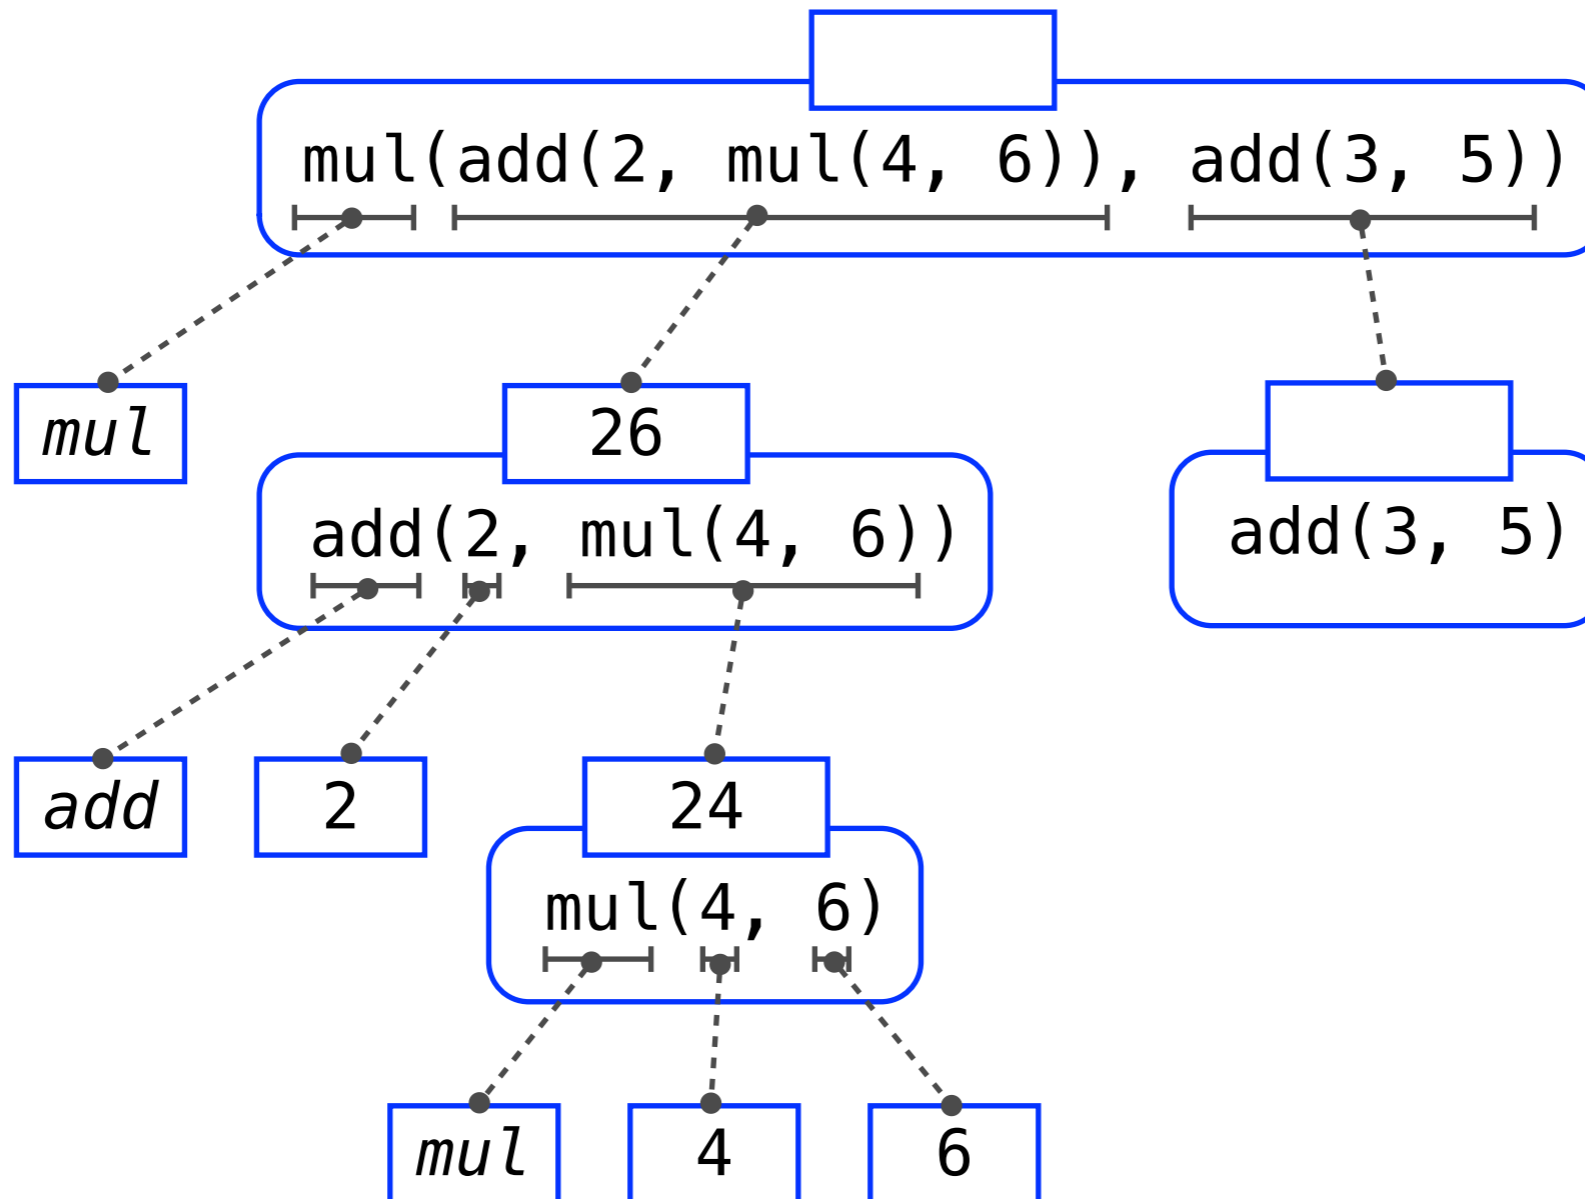 mul(add(2, mul(4, 6)), add(3, 5))
mul
26
add(2, mul(4, 6))
add(3, 5)
add
2
24
mul(4, 6)
mul
4
6